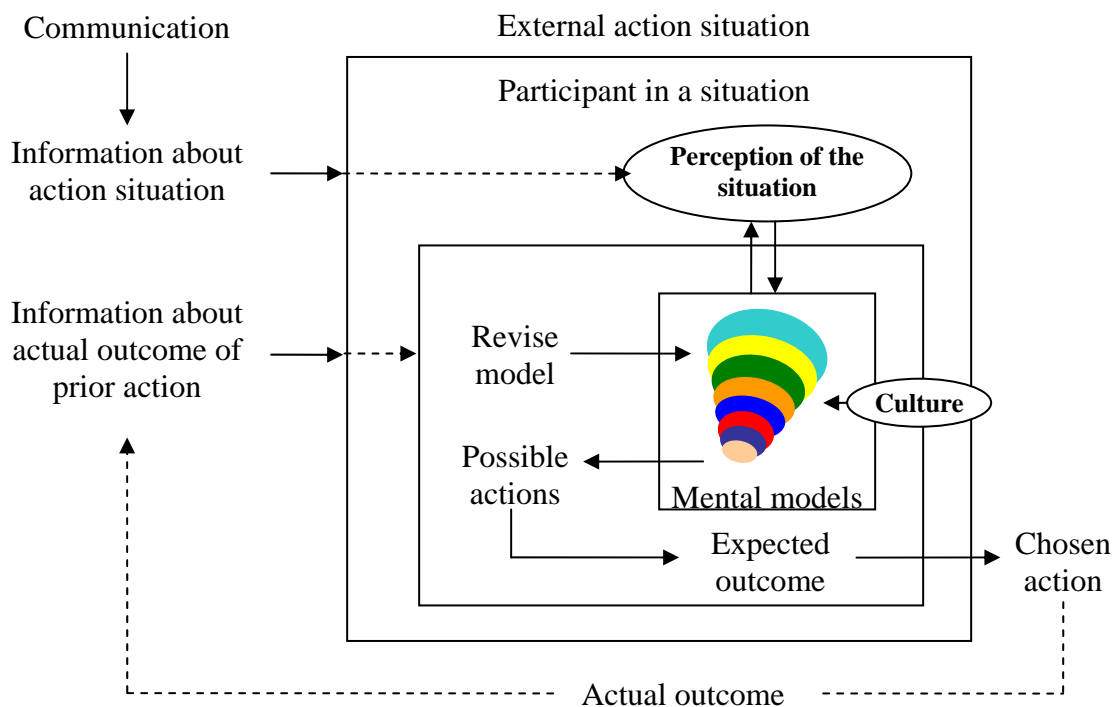 Communication
External action situation
Participant in a situation
Information about
action situation
Perception of the
situation
Information about
actual outcome of
prior action
Revise
model
Culture
Possible
actions
Mental models
Expected
outcome
Chosen
action
Actual outcome